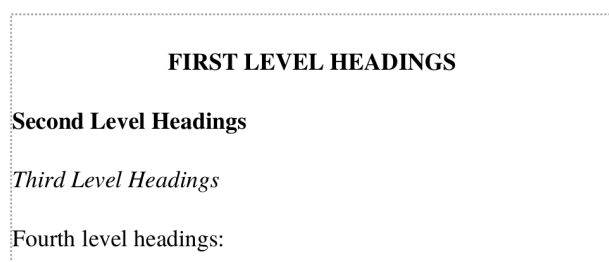 FIRST LEVEL HEADINGS
Second Level Headings
Third Level Headings
Fourth level headings: